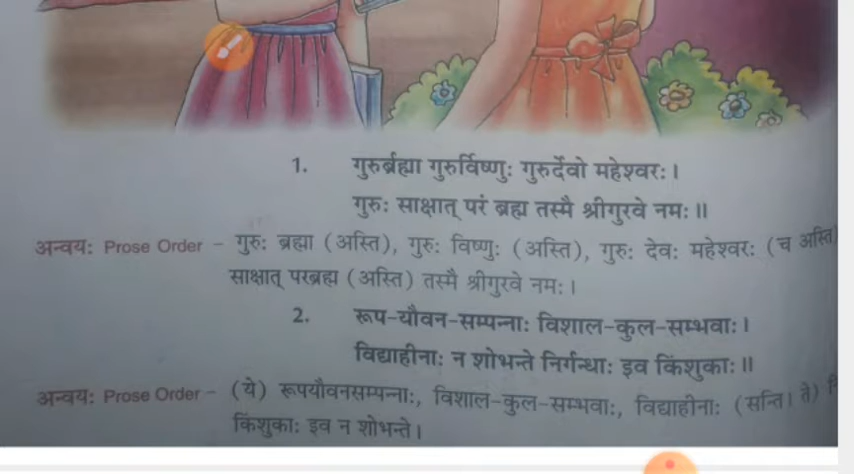 1. गुरुर्ब्रह्मा गुरुर्विष्णुः गुरुर्देवो महेश्वरः ।
गुरुः साक्षात् परं ब्रह्म तस्मै श्रीगुरवे नमः ॥
अन्वयः Prose Order – गुरुः ब्रह्मा (अस्ति), गुरुः विष्णुः (अस्ति), गुरुः देवः महेश्वरः (च अस्ति)
साक्षात् परब्रह्म (अस्ति) तस्मै श्रीगुरवे नमः ।
2. रूप-यौवन-सम्पन्नाः विशाल-कुल-सम्भवाः ।
विद्याहीनाः न शोभन्ते निर्गन्धाः इव किंशुकाः ॥
अन्वयः Prose Order – (ये) रूपयौवनसम्पन्नाः, विशाल-कुल-सम्भवाः, विद्याहीनाः (सन्ति। ते)
किंशुकाः इव न शोभन्ते ।